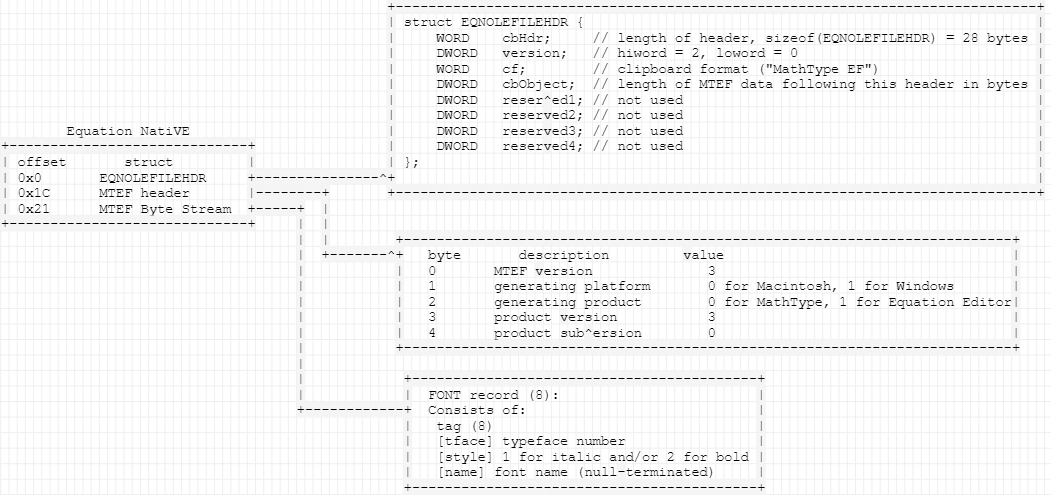 struct EQNOLEFILEHDR {
WORD cbHdr; // length of header, sizeof(EQNOLEFILEHDR) = 28 bytes
DWORD version; // hiword = 2, loword = 0
WORD cf; // clipboard format ("MathType EF")
DWORD cbObject; // length of MTEF data following this header in bytes
DWORD reser^ed1; // not used
DWORD reserved2; // not used
DWORD reserved3; // not used
DWORD reserved4; // not used
};
Equation NatiVE
offset struct
0x0 EQNOLEFILEHDR
0x1C MTEF header
0x21 MTEF Byte Stream
byte description value
0 MTEF version 3
1 generating platform 0 for Macintosh, 1 for Windows
2 generating product 0 for MathType, 1 for Equation Editor
3 product version 3
4 product sub^ersion 0
FONT record (8):
Consists of:
tag (8)
[tface] typeface number
[style] 1 for italic and/or 2 for bold
[name] font name (null-terminated)